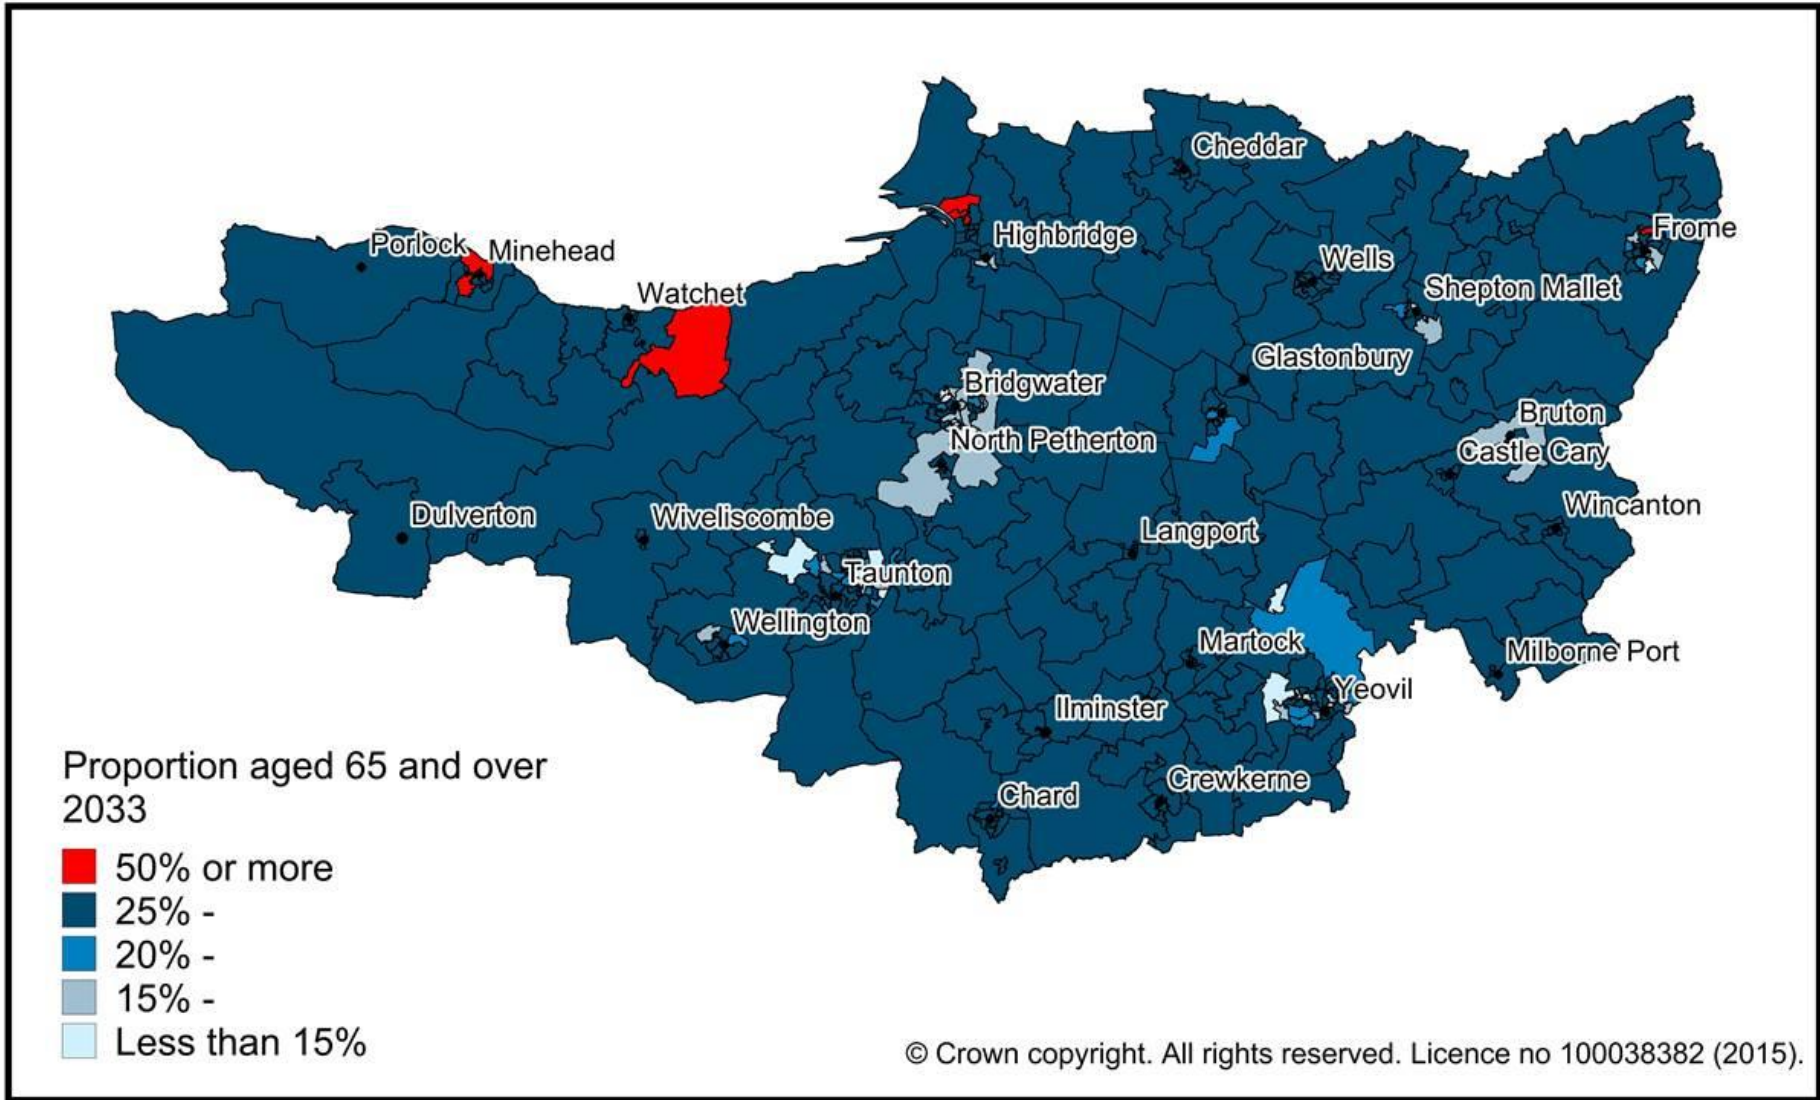 Cheddar
Frome
Porlock
Minehead
Highbridge
Wells
Watchet
Shepton Mallet
Glastonbury
Bridgwater
Bruton
North Petherton
Castle Cary
Wincanton
Dulverton
Wiveliscombe
Langport
Taunton
Wellington
Martock
Milborne Port
Yeovil
Ilminster
Crewkerne
Chard
Proportion aged 65 and over
2033
50% or more
25% -
20% -
15% -
Less than 15%
© Crown copyright. All rights reserved. Licence no 100038382 (2015).